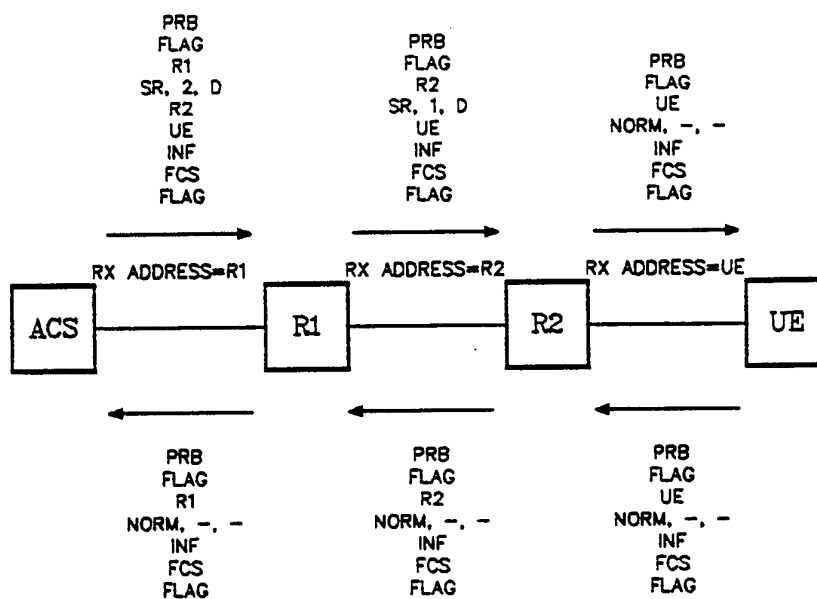 PRB
FLAG
R1
SR, 2, D
R2
UE
INF
FCS
FLAG
PRB
FLAG
R2
SR, 1, D
UE
INF
FCS
FLAG
PRB
FLAG
UE
NORM, –, –
INF
FCS
FLAG
RX ADDRESS=R1
RX ADDRESS=R2
RX ADDRESS=UE
ACS
R1
R2
UE
PRB
FLAG
R1
NORM, –, –
INF
FCS
FLAG
PRB
FLAG
R2
NORM, –, –
INF
FCS
FLAG
PRB
FLAG
UE
NORM, –, –
INF
FCS
FLAG